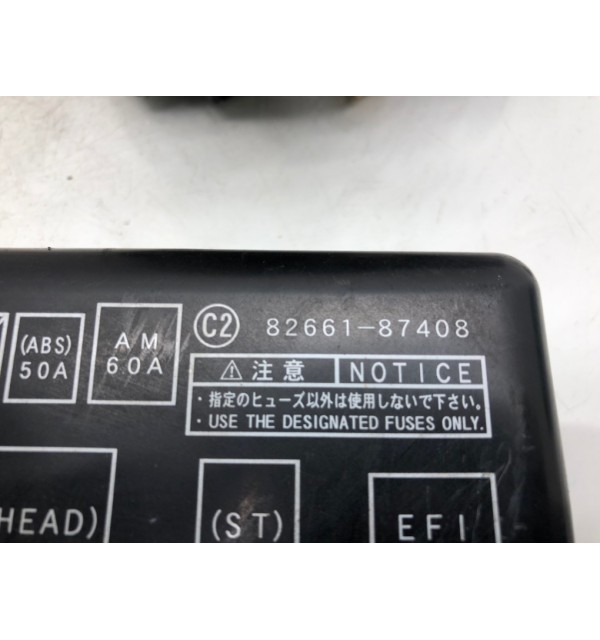 C2 82661-87408
(ABS) 50A
AM 60A
⚠ 注意 NOTICE
・指定のヒューズ以外は使用しないで下さい。
・USE THE DESIGNATED FUSES ONLY.
HEAD)
(ST)
EFI